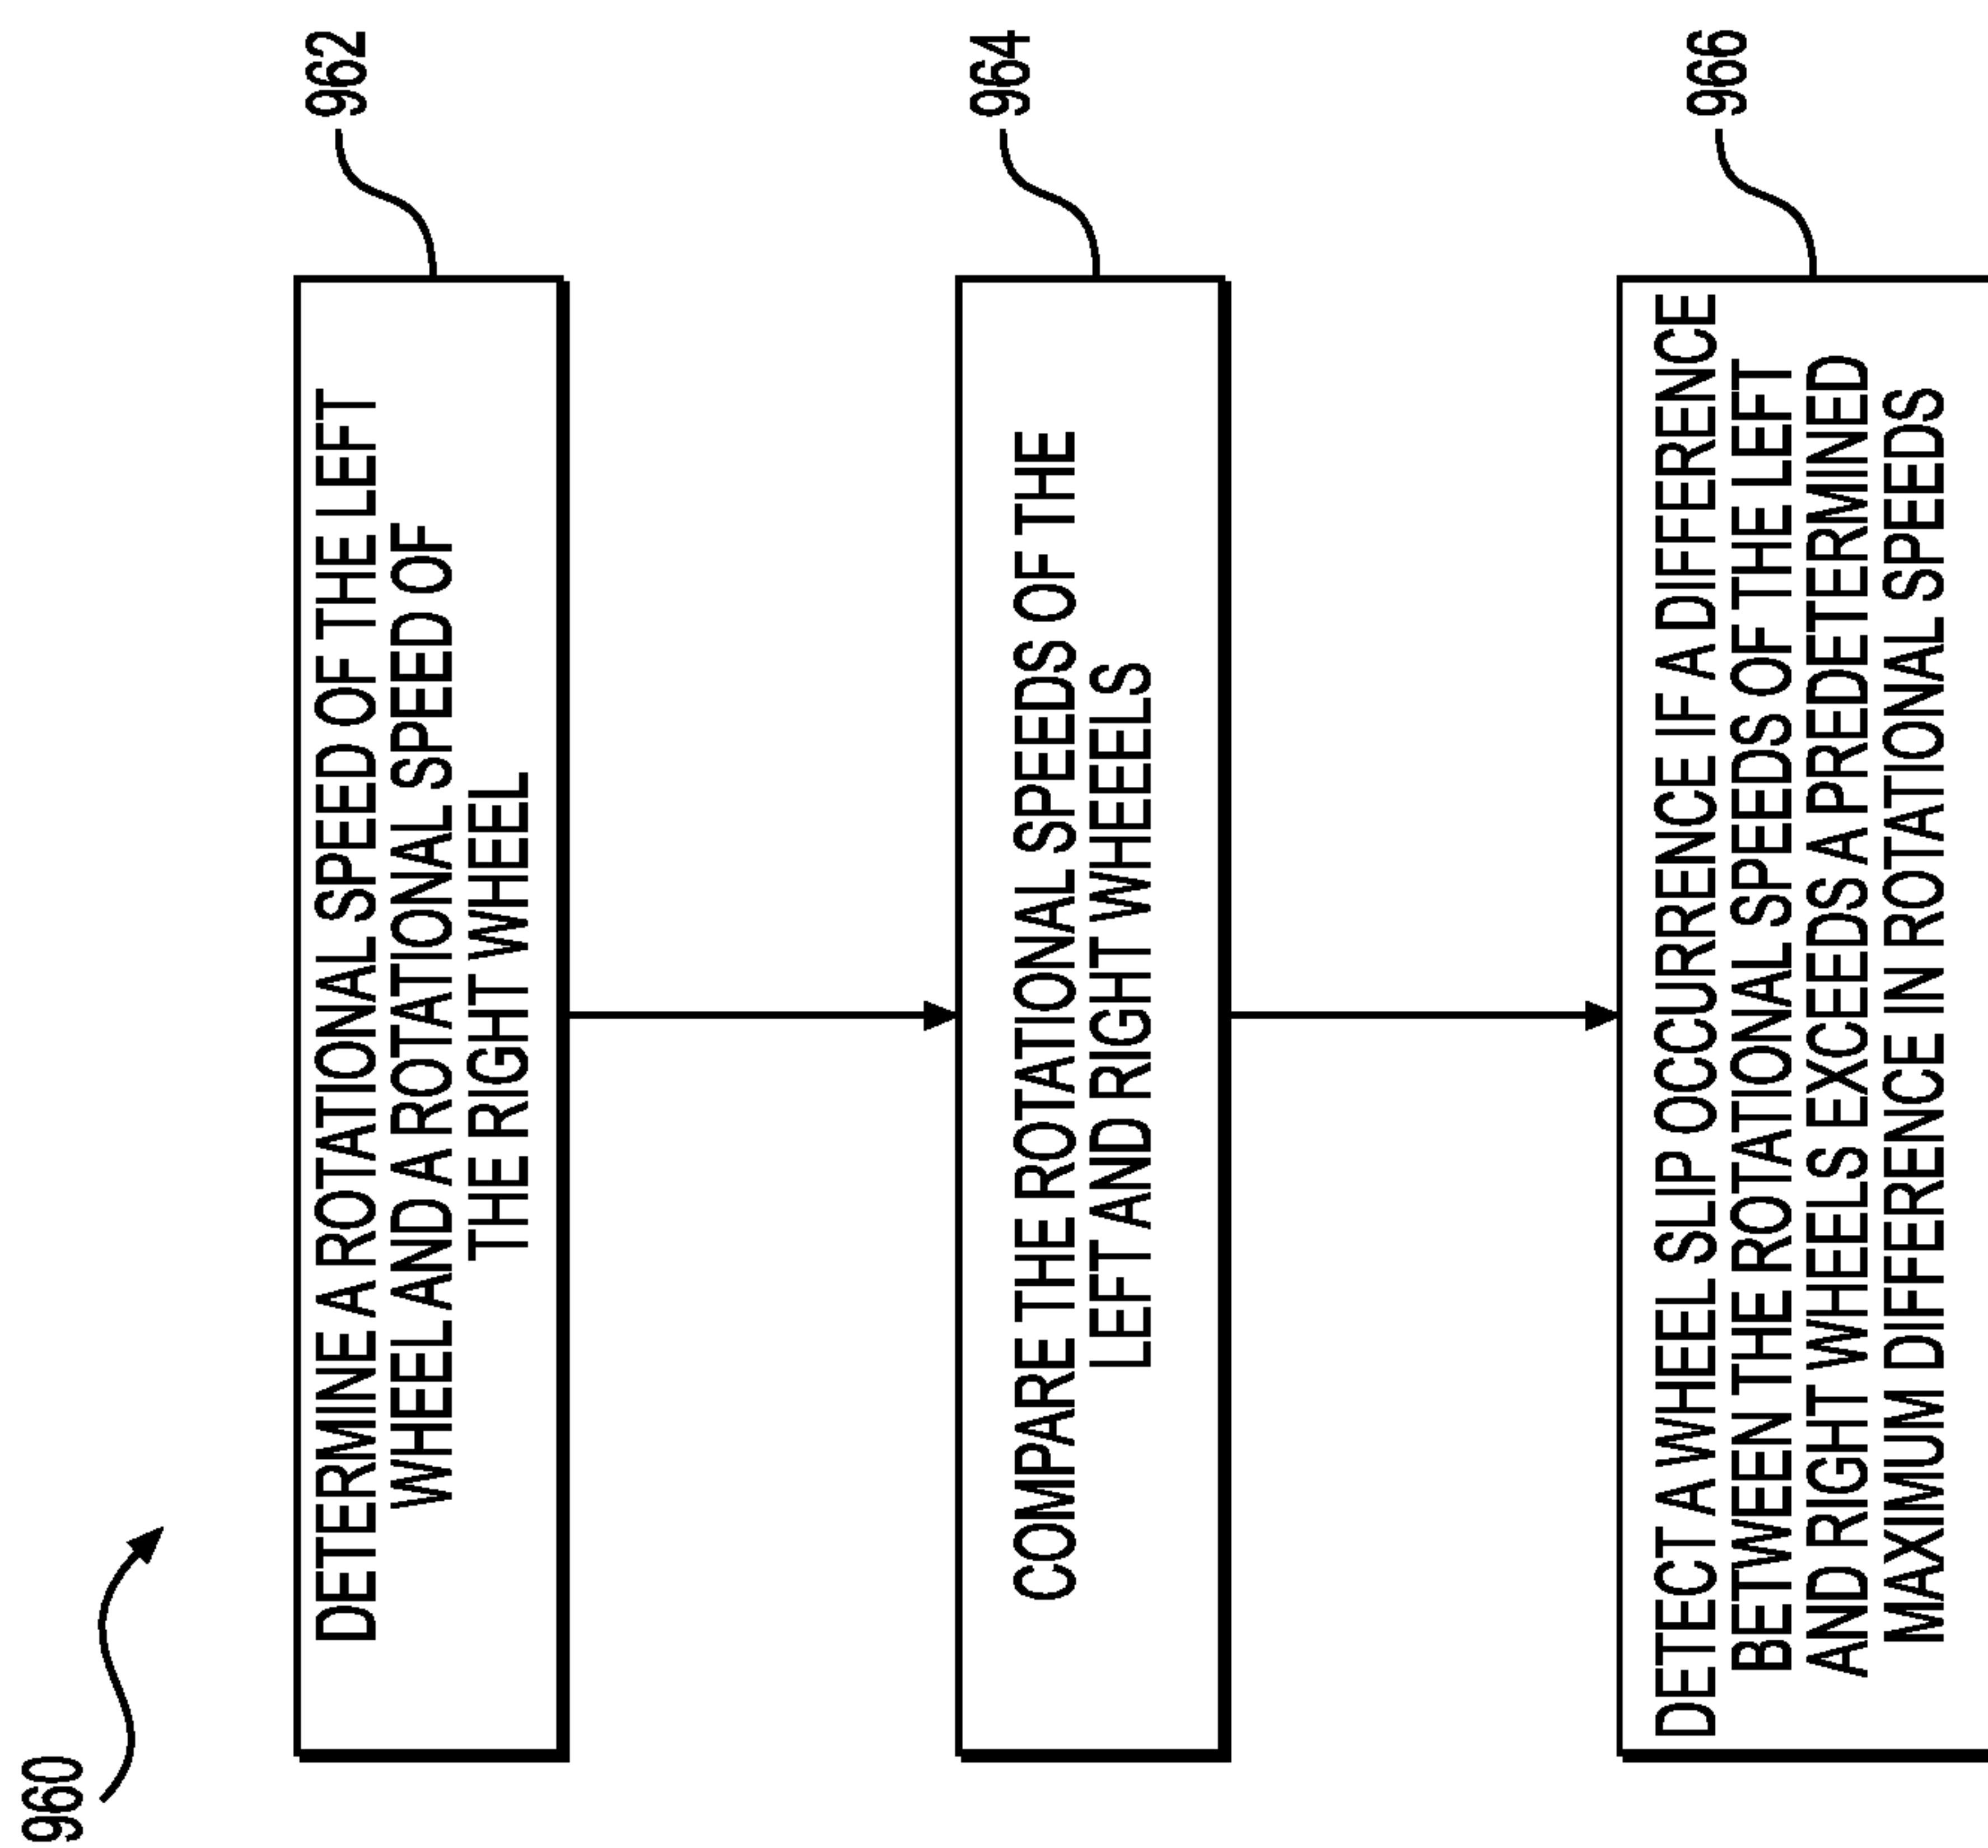 960
DETERMINE A ROTATIONAL SPEED OF THE LEFT
WHEEL AND A ROTATIONAL SPEED OF
THE RIGHT WHEEL
962
COMPARE THE ROTATIONAL SPEEDS OF THE
LEFT AND RIGHT WHEELS
964
DETECT A WHEEL SLIP OCCURRENCE IF A DIFFERENCE
BETWEEN THE ROTATIONAL SPEEDS OF THE LEFT
AND RIGHT WHEELS EXCEEDS A PREDETERMINED
MAXIMUM DIFFERENCE IN ROTATIONAL SPEEDS
966